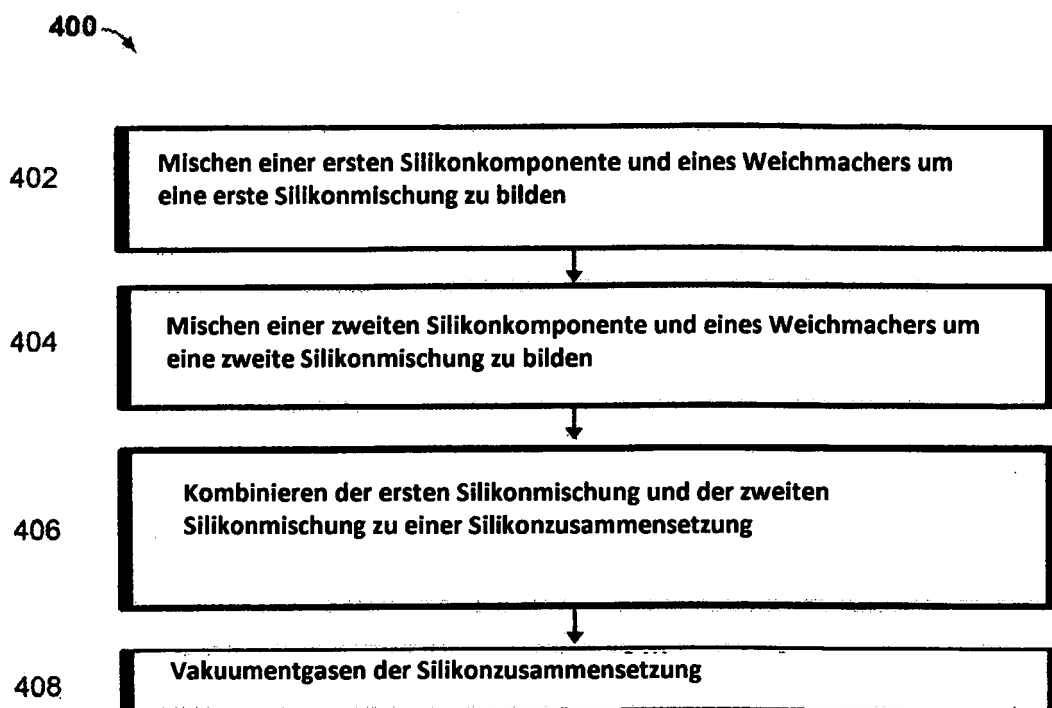 400
402
Mischen einer ersten Silikonkomponente und eines Weichmachers um
eine erste Silikonmischung zu bilden
404
Mischen einer zweiten Silikonkomponente und eines Weichmachers um
eine zweite Silikonmischung zu bilden
406
Kombinieren der ersten Silikonmischung und der zweiten
Silikonmischung zu einer Silikonzusammensetzung
408
Vakuumentgasen der Silikonzusammensetzung